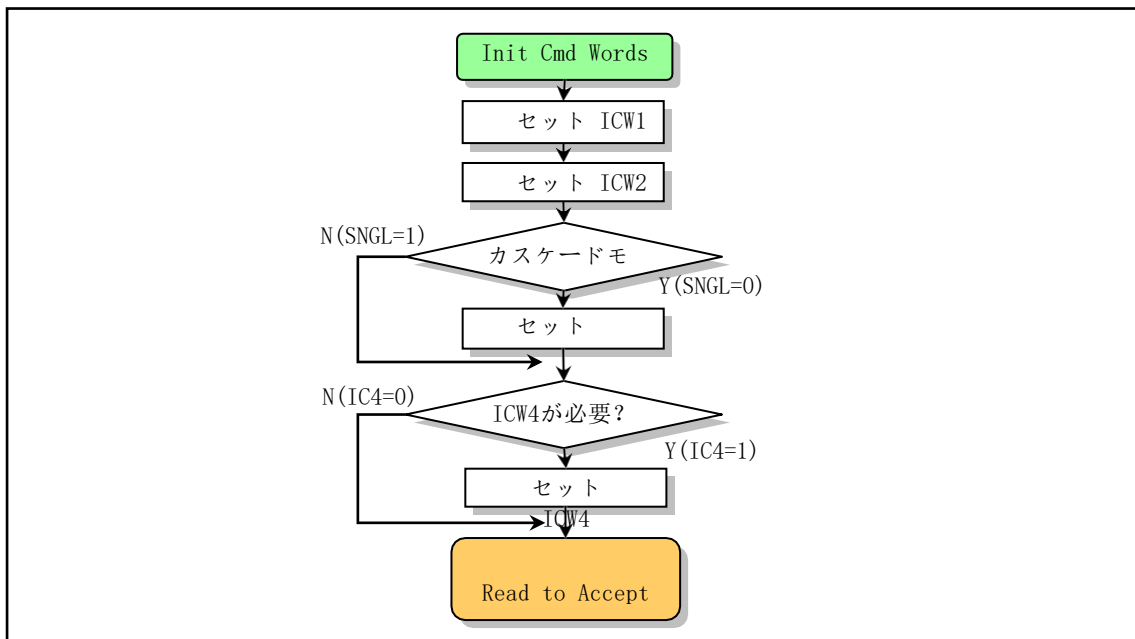 Init Cmd Words
セット ICW1
セット ICW2
N(SNGL=1)
カスケードモ
Y(SNGL=0)
セット
N(IC4=0)
ICW4が必要?
Y(IC4=1)
セット
ICW4
Read to Accept